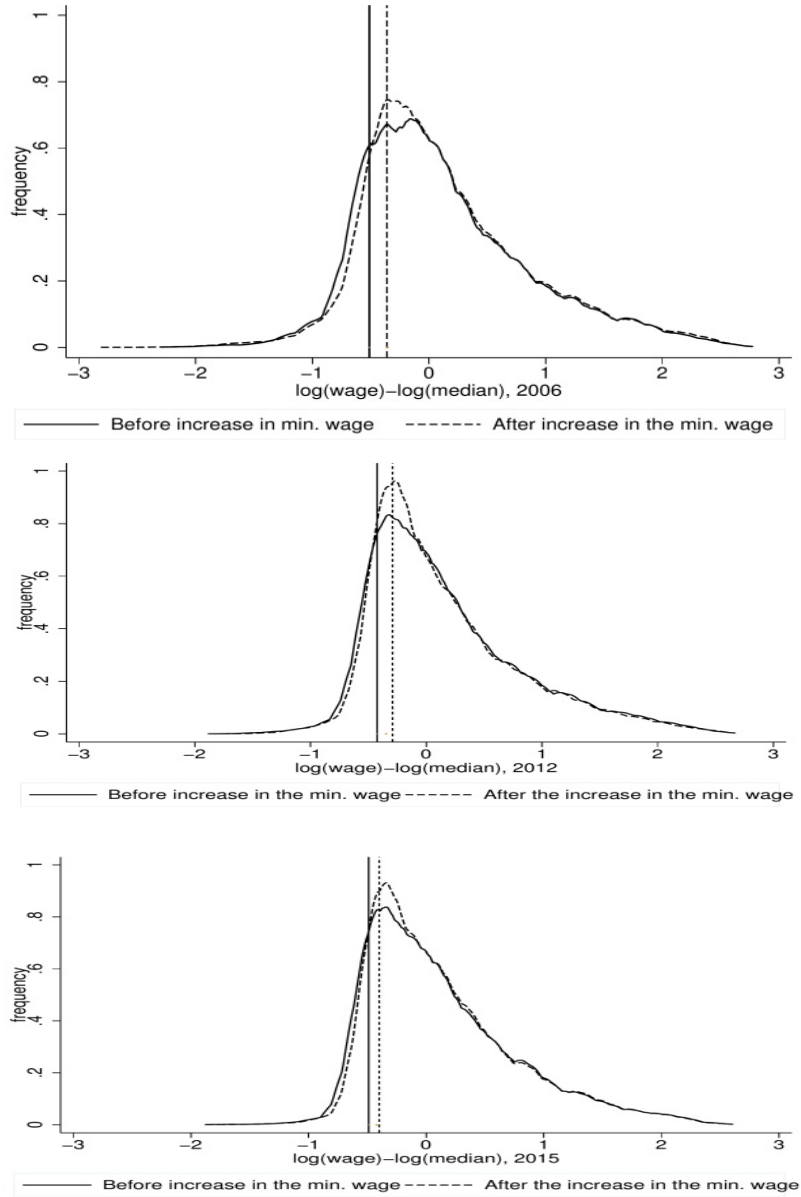 1
.8
.6
.4
.2
0
frequency
−3 −2 −1 0 1 2 3
log(wage)−log(median), 2006
Before increase in min. wage After increase in the min. wage
1
.8
.6
.4
.2
0
frequency
−3 −2 −1 0 1 2 3
log(wage)−log(median), 2012
Before increase in the min. wage After the increase in the min. wage
1
.8
.6
.4
.2
0
frequency
−3 −2 −1 0 1 2 3
log(wage)−log(median), 2015
Before increase in the min. wage After the increase in the min. wage